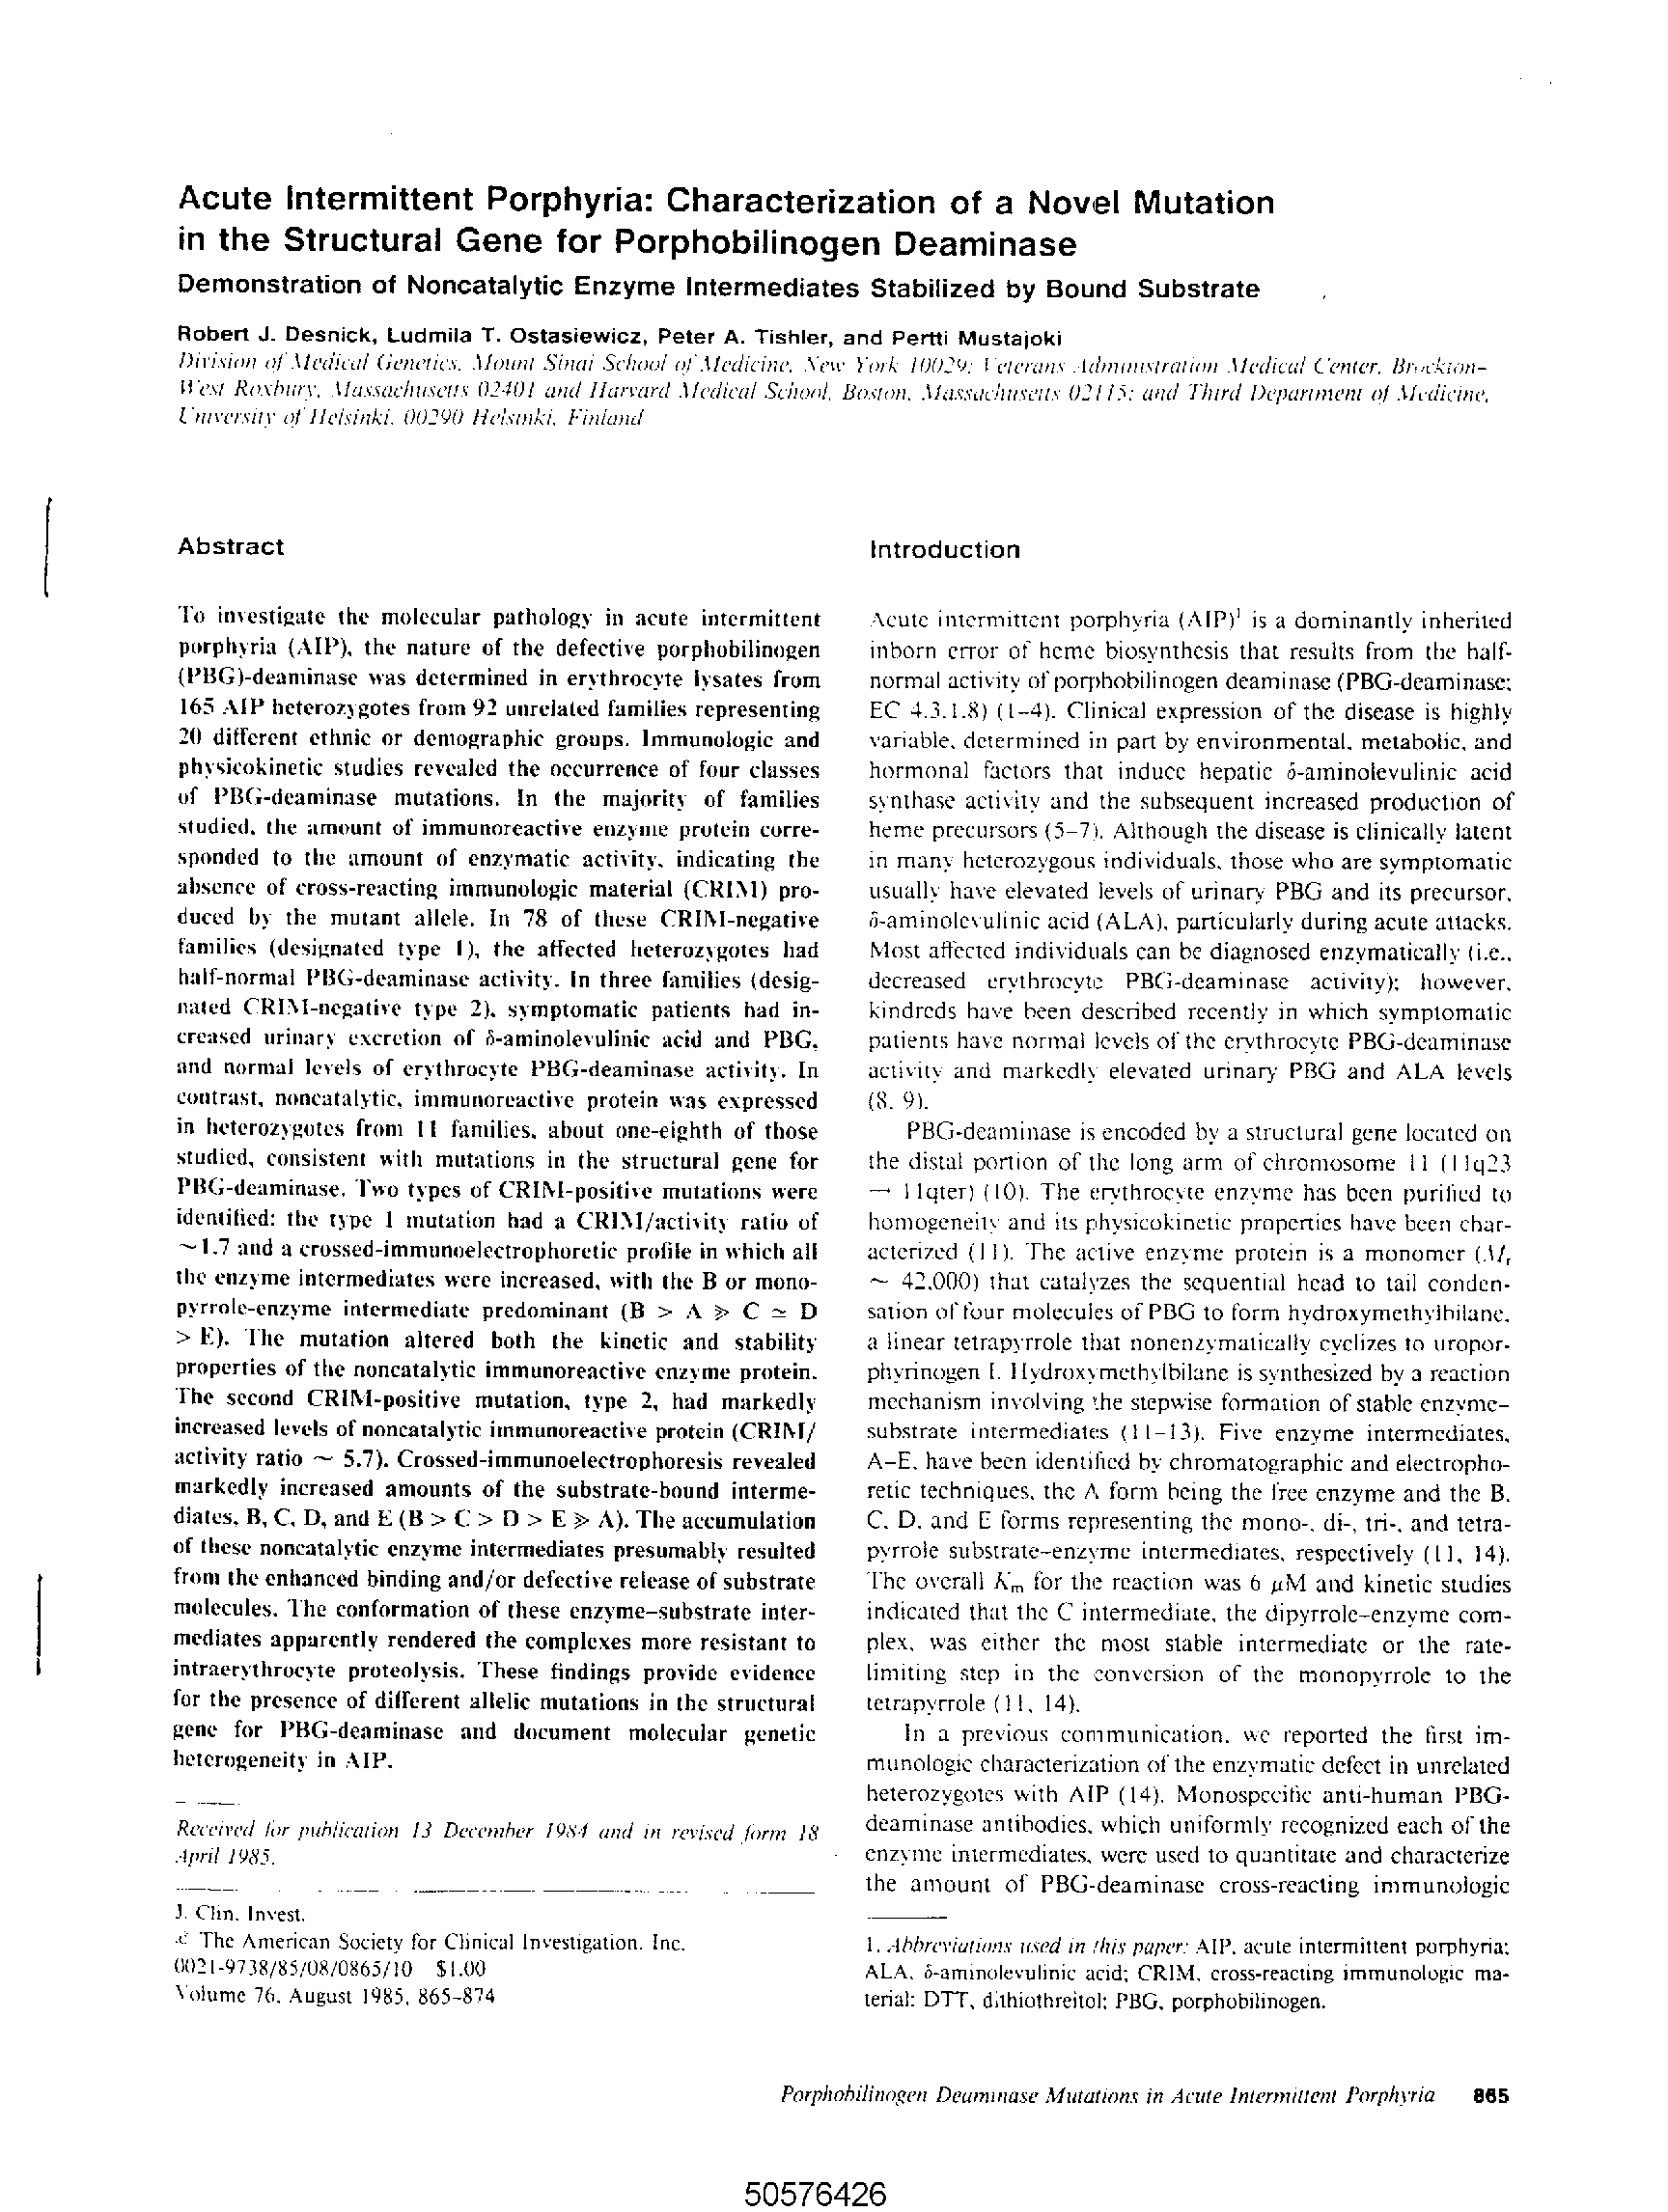 Acute Intermittent Porphyria: Characterization of a Novel Mutation
in the Structural Gene for Porphobilinogen Deaminase
Demonstration of Noncatalytic Enzyme Intermediates Stabilized by Bound Substrate
Robert J. Desnick, Ludmila T. Ostasiewicz, Peter A. Tishler, and Pertti Mustajoki
Division of Medical Genetics, Mount Sinai School of Medicine, New York 10029; Veterans Administration Medical Center, Brockton-
West Roxbury, Massachusetts 02401 and Harvard Medical School, Boston, Massachusetts 02115; and Third Department of Medicine,
University of Helsinki, 00290 Helsinki, Finland
Abstract
To investigate the molecular pathology in acute intermittent
porphyria (AIP), the nature of the defective porphobilinogen
(PBG)-deaminase was determined in erythrocyte lysates from
165 AIP heterozygotes from 92 unrelated families representing
20 different ethnic or demographic groups. Immunologic and
physicokinetic studies revealed the occurrence of four classes
of PBG-deaminase mutations. In the majority of families
studied, the amount of immunoreactive enzyme protein corre-
sponded to the amount of enzymatic activity, indicating the
absence of cross-reacting immunologic material (CRIM) pro-
duced by the mutant allele. In 78 of these CRIM-negative
families (designated type 1), the affected heterozygotes had
half-normal PBG-deaminase activity. In three families (desig-
nated CRIM-negative type 2), symptomatic patients had in-
creased urinary excretion of δ-aminolevulinic acid and PBG,
and normal levels of erythrocyte PBG-deaminase activity. In
contrast, noncatalytic, immunoreactive protein was expressed
in heterozygotes from 11 families, about one-eighth of those
studied, consistent with mutations in the structural gene for
PBG-deaminase. Two types of CRIM-positive mutations were
identified: the type 1 mutation had a CRIM/activity ratio of
~1.7 and a crossed-immunoelectrophoretic profile in which all
the enzyme intermediates were increased, with the B or mono-
pyrrole-enzyme intermediate predominant (B > A ≫ C ≃ D
> E). The mutation altered both the kinetic and stability
properties of the noncatalytic immunoreactive enzyme protein.
The second CRIM-positive mutation, type 2, had markedly
increased levels of noncatalytic immunoreactive protein (CRIM/
activity ratio ~ 5.7). Crossed-immunoelectrophoresis revealed
markedly increased amounts of the substrate-bound interme-
diates, B, C, D, and E (B > C > D > E ≫ A). The accumulation
of these noncatalytic enzyme intermediates presumably resulted
from the enhanced binding and/or defective release of substrate
molecules. The conformation of these enzyme–substrate inter-
mediates apparently rendered the complexes more resistant to
intraerythrocyte proteolysis. These findings provide evidence
for the presence of different allelic mutations in the structural
gene for PBG-deaminase and document molecular genetic
heterogeneity in AIP.
Received for publication 13 December 1984 and in revised form 18
April 1985.
J. Clin. Invest.
© The American Society for Clinical Investigation, Inc.
0021-9738/85/08/0865/10 $1.00
Volume 76, August 1985, 865–874
Introduction
Acute intermittent porphyria (AIP)¹ is a dominantly inherited
inborn error of heme biosynthesis that results from the half-
normal activity of porphobilinogen deaminase (PBG-deaminase;
EC 4.3.1.8) (1–4). Clinical expression of the disease is highly
variable, determined in part by environmental, metabolic, and
hormonal factors that induce hepatic δ-aminolevulinic acid
synthase activity and the subsequent increased production of
heme precursors (5–7). Although the disease is clinically latent
in many heterozygous individuals, those who are symptomatic
usually have elevated levels of urinary PBG and its precursor,
δ-aminolevulinic acid (ALA), particularly during acute attacks.
Most affected individuals can be diagnosed enzymatically (i.e.,
decreased erythrocyte PBG-deaminase activity); however,
kindreds have been described recently in which symptomatic
patients have normal levels of the erythrocyte PBG-deaminase
activity and markedly elevated urinary PBG and ALA levels
(8, 9).
PBG-deaminase is encoded by a structural gene located on
the distal portion of the long arm of chromosome 11 (11q23
→ 11qter) (10). The erythrocyte enzyme has been purified to
homogeneity and its physicokinetic properties have been char-
acterized (11). The active enzyme protein is a monomer (Mr
~ 42,000) that catalyzes the sequential head to tail conden-
sation of four molecules of PBG to form hydroxymethylbilane,
a linear tetrapyrrole that nonenzymatically cyclizes to uropor-
phyrinogen I. Hydroxymethylbilane is synthesized by a reaction
mechanism involving the stepwise formation of stable enzyme–
substrate intermediates (11–13). Five enzyme intermediates,
A–E, have been identified by chromatographic and electropho-
retic techniques, the A form being the free enzyme and the B,
C, D, and E forms representing the mono-, di-, tri-, and tetra-
pyrrole substrate–enzyme intermediates, respectively (11, 14).
The overall Km for the reaction was 6 μM and kinetic studies
indicated that the C intermediate, the dipyrrole–enzyme com-
plex, was either the most stable intermediate or the rate-
limiting step in the conversion of the monopyrrole to the
tetrapyrrole (11, 14).
In a previous communication, we reported the first im-
munologic characterization of the enzymatic defect in unrelated
heterozygotes with AIP (14). Monospecific anti-human PBG-
deaminase antibodies, which uniformly recognized each of the
enzyme intermediates, were used to quantitate and characterize
the amount of PBG-deaminase cross-reacting immunologic
1. Abbreviations used in this paper: AIP, acute intermittent porphyria;
ALA, δ-aminolevulinic acid; CRIM, cross-reacting immunologic ma-
terial; DTT, dithiothreitol; PBG, porphobilinogen.
Porphobilinogen Deaminase Mutations in Acute Intermittent Porphyria 865
50576426